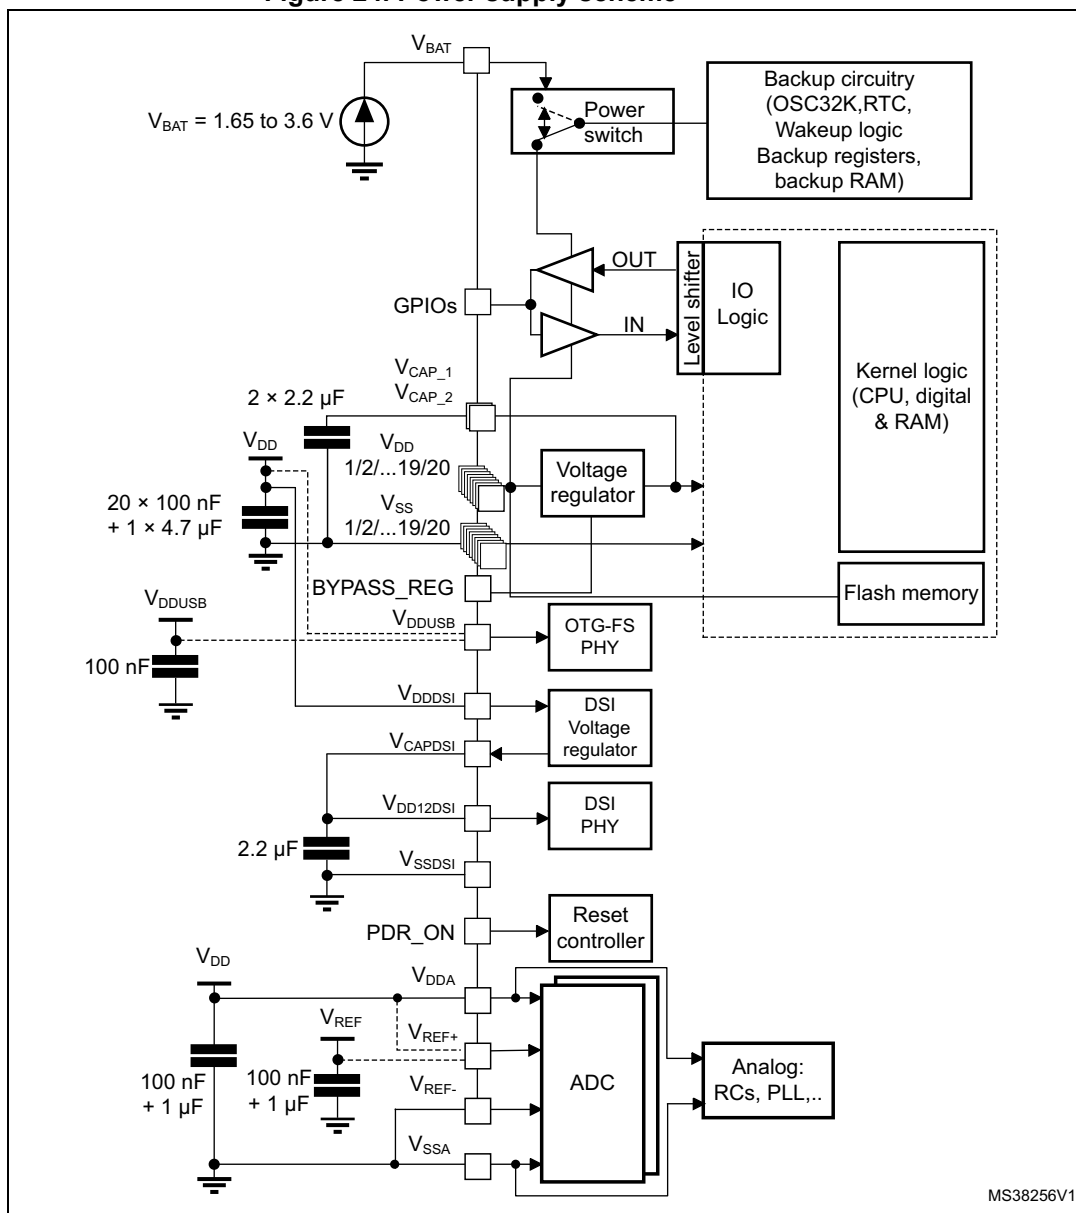 Figure 24. Power supply scheme
VBAT
VBAT = 1.65 to 3.6 V
Power
switch
Backup circuitry
(OSC32K,RTC,
Wakeup logic
Backup registers,
backup RAM)
GPIOs
OUT
IN
Level shifter
IO
Logic
Kernel logic
(CPU, digital
& RAM)
VCAP_1
VCAP_2
2 × 2.2 μF
VDD
VDD
1/2/...19/20
Voltage
regulator
20 × 100 nF
+ 1 × 4.7 μF
VSS
1/2/...19/20
BYPASS_REG
Flash memory
VDDUSB
VDDUSB
100 nF
OTG-FS
PHY
VDDDSI
DSI
Voltage
regulator
VCAPDSI
VDD12DSI
DSI
PHY
2.2 μF
VSSDSI
PDR_ON
Reset
controller
VDD
VDDA
VREF
VREF+
100 nF
+ 1 μF
100 nF
+ 1 μF
VREF-
VSSA
ADC
Analog:
RCs, PLL,..
MS38256V1